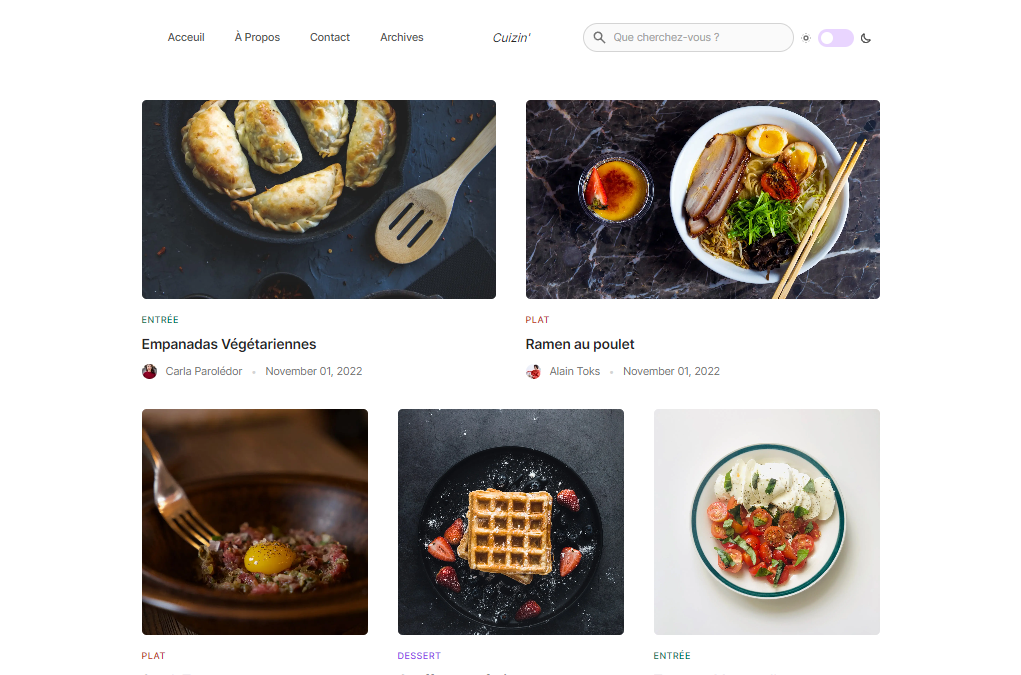 Acceuil À Propos Contact Archives Cuizin' Que cherchez-vous ?
ENTRÉE
Empanadas Végétariennes
Carla Parolédor • November 01, 2022
PLAT
Ramen au poulet
Alain Toks • November 01, 2022
PLAT
DESSERT
ENTRÉE